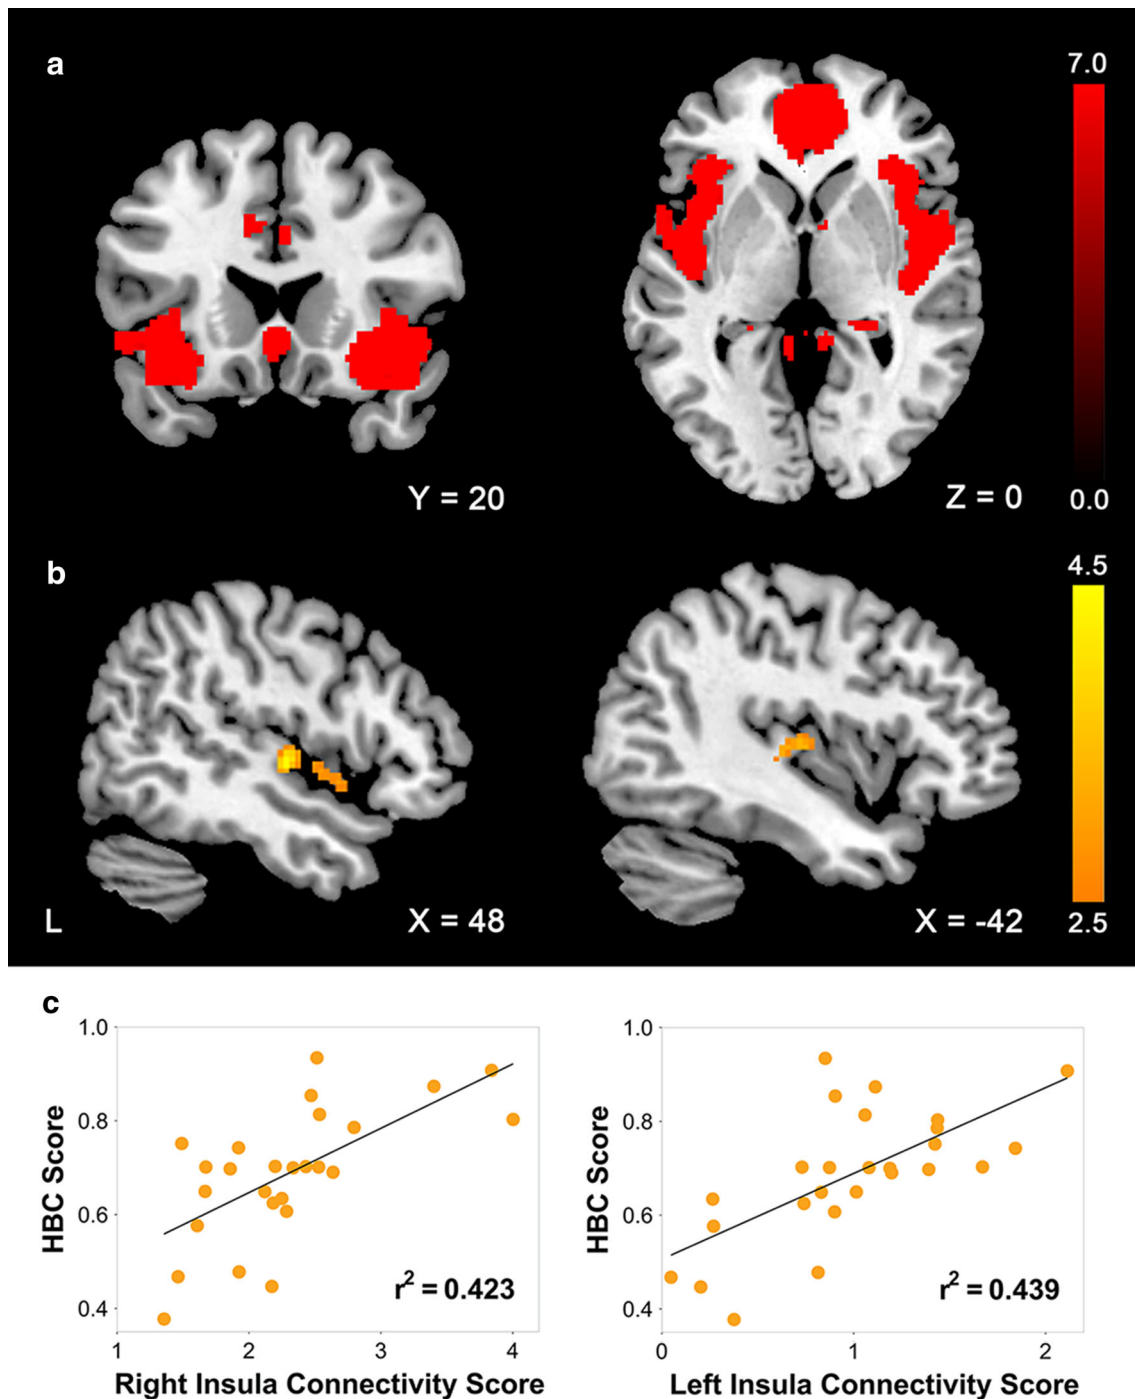 a
7.0
Y = 20
Z = 0
0.0
b
4.5
L
X = 48
X = -42
2.5
c
1.0
0.8
0.6
0.4
HBC Score
r² = 0.423
1
2
3
4
Right Insula Connectivity Score
1.0
0.8
0.6
0.4
HBC Score
r² = 0.439
0
1
2
Left Insula Connectivity Score